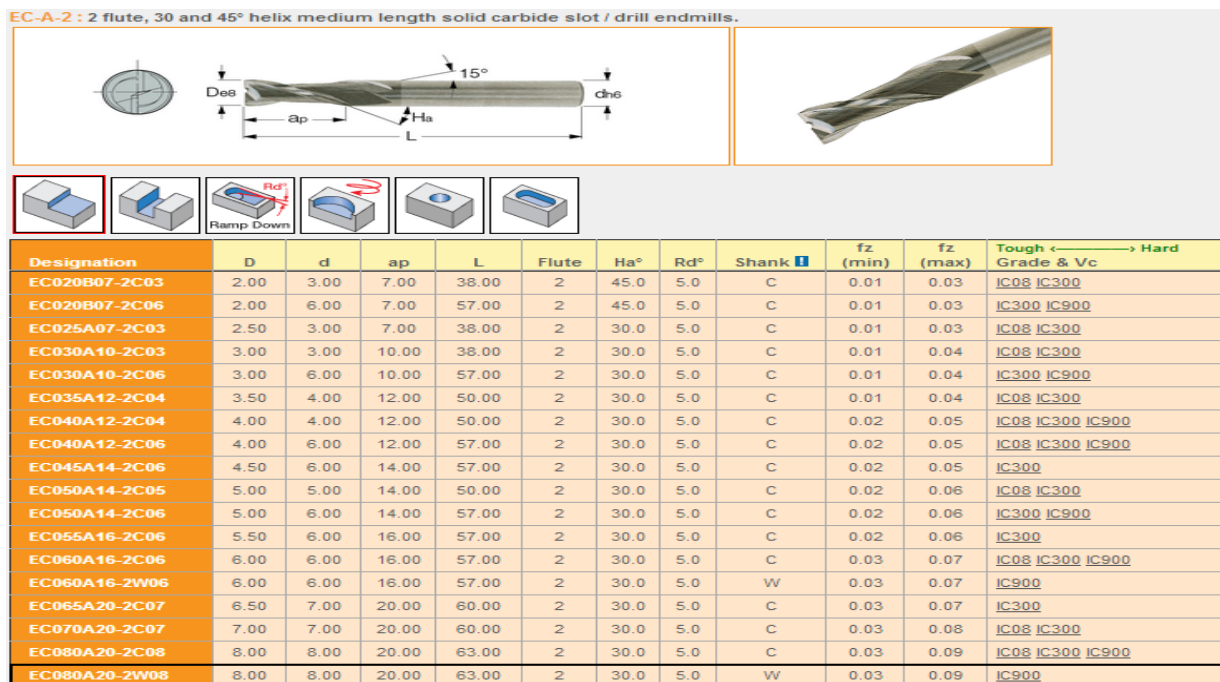 EC-A-2 : 2 flute, 30 and 45° helix medium length solid carbide slot / drill endmills.
15°
De8
dh6
ap
Ha
L
Rd°
Ramp Down
Designation D d ap L Flute Ha° Rd° Shank fz (min) fz (max) Tough <————> Hard Grade & Vc
EC020B07-2C03 2.00 3.00 7.00 38.00 2 45.0 5.0 C 0.01 0.03 IC08 IC300
EC020B07-2C06 2.00 6.00 7.00 57.00 2 45.0 5.0 C 0.01 0.03 IC300 IC900
EC025A07-2C03 2.50 3.00 7.00 38.00 2 30.0 5.0 C 0.01 0.03 IC08 IC300
EC030A10-2C03 3.00 3.00 10.00 38.00 2 30.0 5.0 C 0.01 0.04 IC08 IC300
EC030A10-2C06 3.00 6.00 10.00 57.00 2 30.0 5.0 C 0.01 0.04 IC300 IC900
EC035A12-2C04 3.50 4.00 12.00 50.00 2 30.0 5.0 C 0.01 0.04 IC08 IC300
EC040A12-2C04 4.00 4.00 12.00 50.00 2 30.0 5.0 C 0.02 0.05 IC08 IC300 IC900
EC040A12-2C06 4.00 6.00 12.00 57.00 2 30.0 5.0 C 0.02 0.05 IC08 IC300 IC900
EC045A14-2C06 4.50 6.00 14.00 57.00 2 30.0 5.0 C 0.02 0.05 IC300
EC050A14-2C05 5.00 5.00 14.00 50.00 2 30.0 5.0 C 0.02 0.06 IC08 IC300
EC050A14-2C06 5.00 6.00 14.00 57.00 2 30.0 5.0 C 0.02 0.06 IC300 IC900
EC055A16-2C06 5.50 6.00 16.00 57.00 2 30.0 5.0 C 0.02 0.06 IC300
EC060A16-2C06 6.00 6.00 16.00 57.00 2 30.0 5.0 C 0.03 0.07 IC08 IC300 IC900
EC060A16-2W06 6.00 6.00 16.00 57.00 2 30.0 5.0 W 0.03 0.07 IC900
EC065A20-2C07 6.50 7.00 20.00 60.00 2 30.0 5.0 C 0.03 0.07 IC300
EC070A20-2C07 7.00 7.00 20.00 60.00 2 30.0 5.0 C 0.03 0.08 IC08 IC300
EC080A20-2C08 8.00 8.00 20.00 63.00 2 30.0 5.0 C 0.03 0.09 IC08 IC300 IC900
EC080A20-2W08 8.00 8.00 20.00 63.00 2 30.0 5.0 W 0.03 0.09 IC900